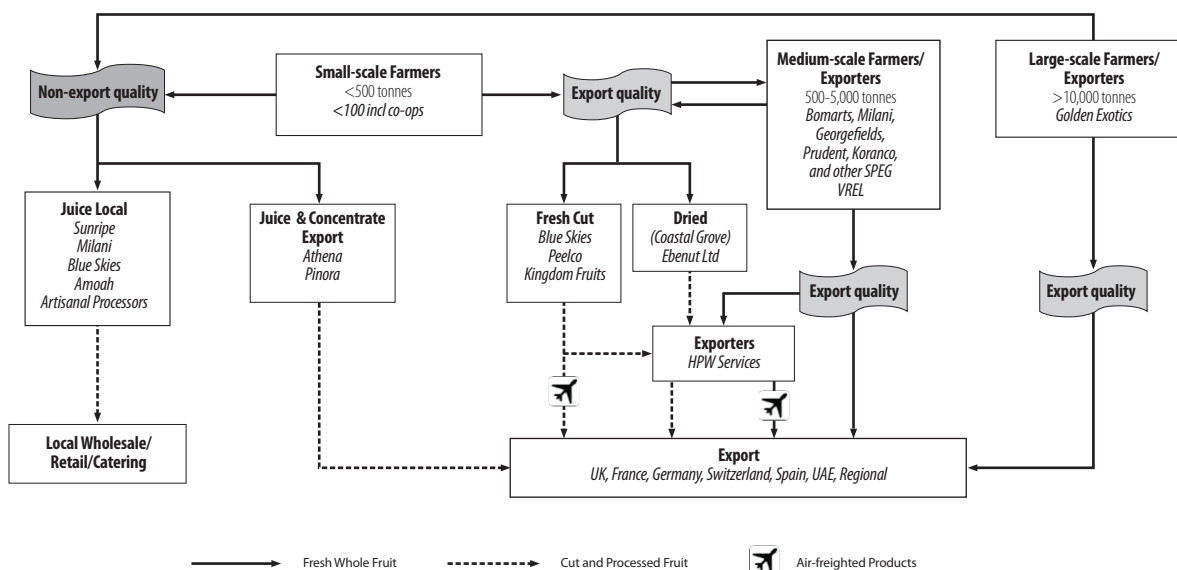 Non-export quality
Small-scale Farmers
<500 tonnes
<100 incl co-ops
Export quality
Medium-scale Farmers/
Exporters
500-5,000 tonnes
Bomarts, Milani,
Georgefields,
Prudent, Koranco,
and other SPEG
VREL
Large-scale Farmers/
Exporters
>10,000 tonnes
Golden Exotics
Juice Local
Sunripe
Milani
Blue Skies
Amoah
Artisanal Processors
Juice & Concentrate
Export
Athena
Pinora
Fresh Cut
Blue Skies
Peelco
Kingdom Fruits
Dried
(Coastal Grove)
Ebenut Ltd
Export quality
Export quality
Exporters
HPW Services
Local Wholesale/
Retail/Catering
Export
UK, France, Germany, Switzerland, Spain, UAE, Regional
Fresh Whole Fruit
Cut and Processed Fruit
Air-freighted Products